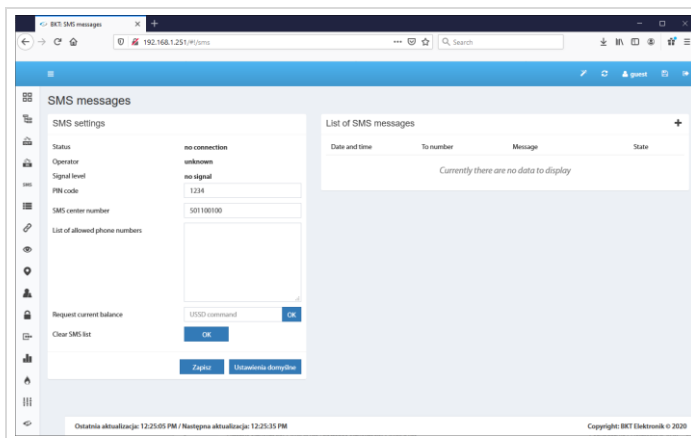 BKT: SMS messages
192.168.1.251/#!/sms
Search
guest
SMS messages
SMS settings
Status no connection
Operator unknown
Signal level no signal
PIN code 1234
SMS center number 501100100
List of allowed phone numbers
Request current balance USSD command OK
Clear SMS list OK
Zapisz Ustawienia domyślne
List of SMS messages
Date and time To number Message State
Currently there are no data to display
SMS
Ostatnia aktualizacja: 12:25:05 PM / Następna aktualizacja: 12:25:35 PM
Copyright: BKT Elektronik © 2020